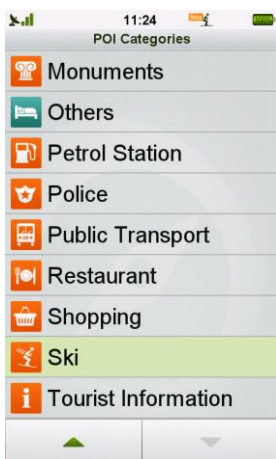 11:24
POI Categories
Monuments
Others
Petrol Station
Police
Public Transport
Restaurant
Shopping
Ski
Tourist Information